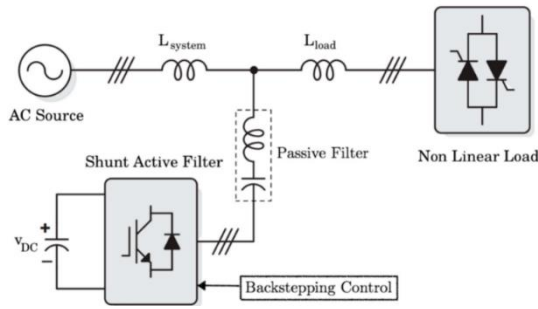 L_system
L_load
AC Source
Passive Filter
Non Linear Load
Shunt Active Filter
+
v_DC
−
Backstepping Control